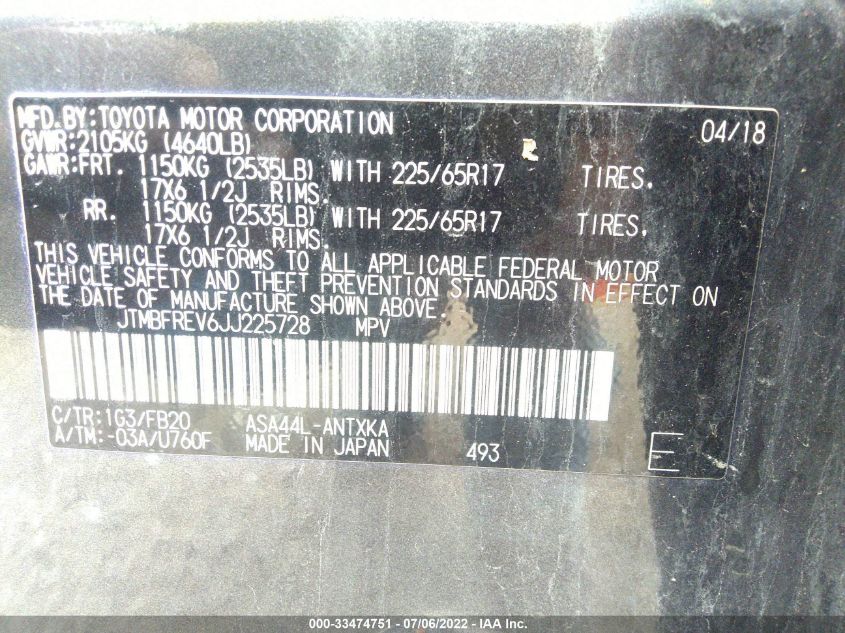 MFD.BY:TOYOTA MOTOR CORPORATION 04/18
GVWR:2105KG (4640LB)
GAWR:FRT. 1150KG (2535LB) WITH 225/65R17 TIRES.
17X6 1/2J RIMS.
RR. 1150KG (2535LB) WITH 225/65R17 TIRES.
17X6 1/2J RIMS.
THIS VEHICLE CONFORMS TO ALL APPLICABLE FEDERAL MOTOR
VEHICLE SAFETY AND THEFT PREVENTION STANDARDS IN EFFECT ON
THE DATE OF MANUFACTURE SHOWN ABOVE.
JTMBFREV6JJ225728 MPV
C/TR:1G3/FB20 ASA44L-ANTXKA
A/TM:-03A/U760F MADE IN JAPAN 493 E
000-33474751 - 07/06/2022 - IAA Inc.